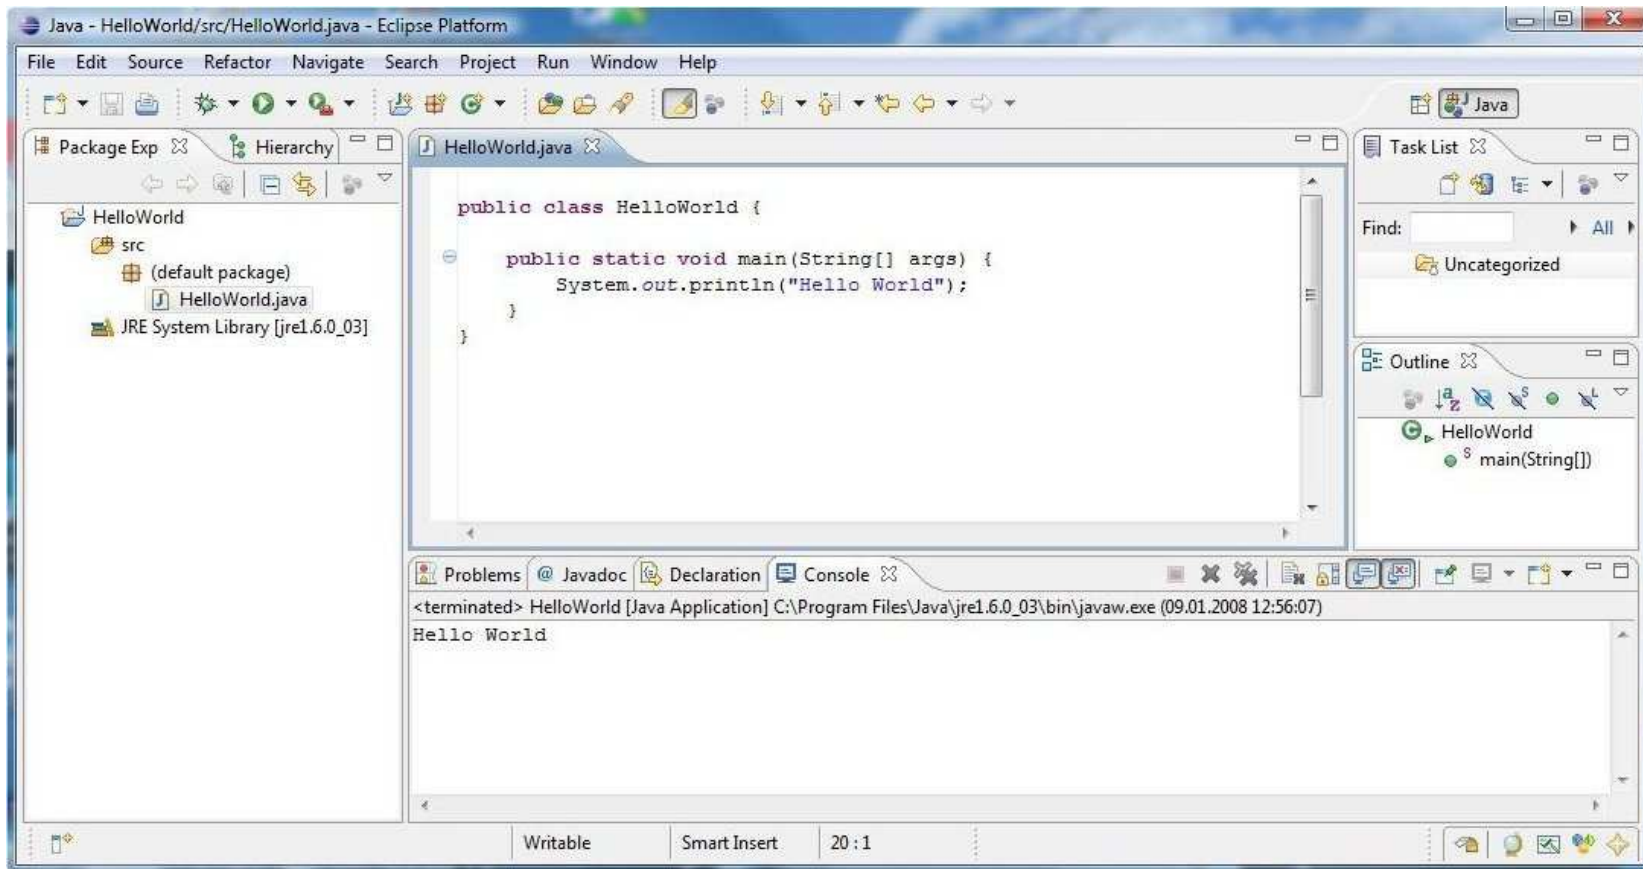 Java - HelloWorld/src/HelloWorld.java - Eclipse Platform
File Edit Source Refactor Navigate Search Project Run Window Help
Java
Package Exp Hierarchy
HelloWorld
src
(default package)
HelloWorld.java
JRE System Library [jre1.6.0_03]
HelloWorld.java
public class HelloWorld {
public static void main(String[] args) {
System.out.println("Hello World");
}
}
Task List
Find: All
Uncategorized
Outline
HelloWorld
main(String[])
Problems @ Javadoc Declaration Console
<terminated> HelloWorld [Java Application] C:\Program Files\Java\jre1.6.0_03\bin\javaw.exe (09.01.2008 12:56:07)
Hello World
Writable Smart Insert 20 : 1